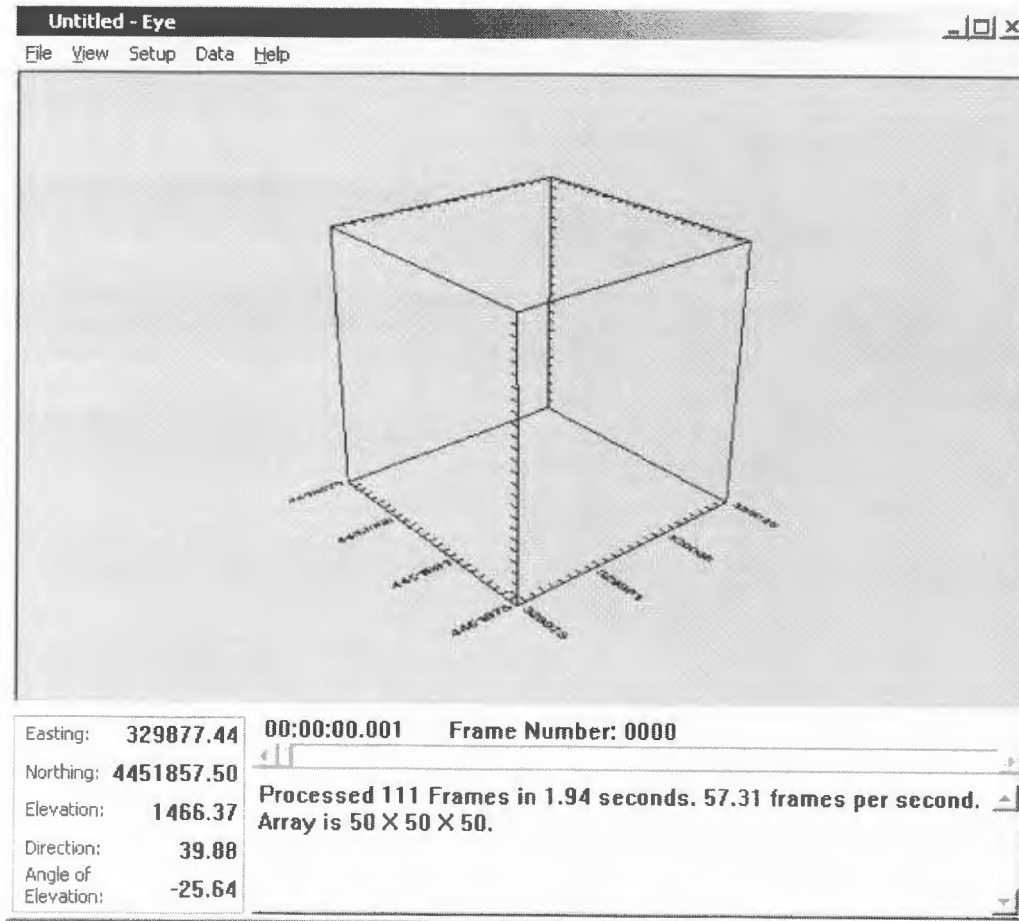 Untitled - Eye
File View Setup Data Help
Easting: 329877.44
Northing: 4451857.50
Elevation: 1466.37
Direction: 39.88
Angle of Elevation: -25.64
00:00:00.001 Frame Number: 0000
Processed 111 Frames in 1.94 seconds. 57.31 frames per second.
Array is 50 X 50 X 50.